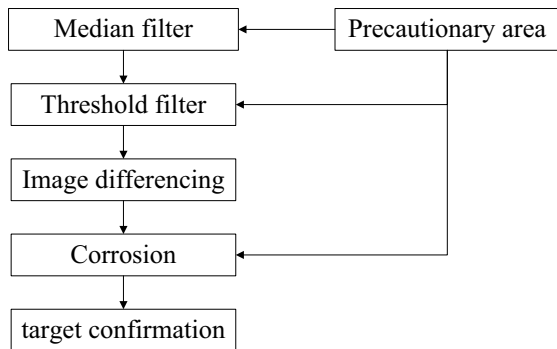 Median filter
Precautionary area
Threshold filter
Image differencing
Corrosion
target confirmation